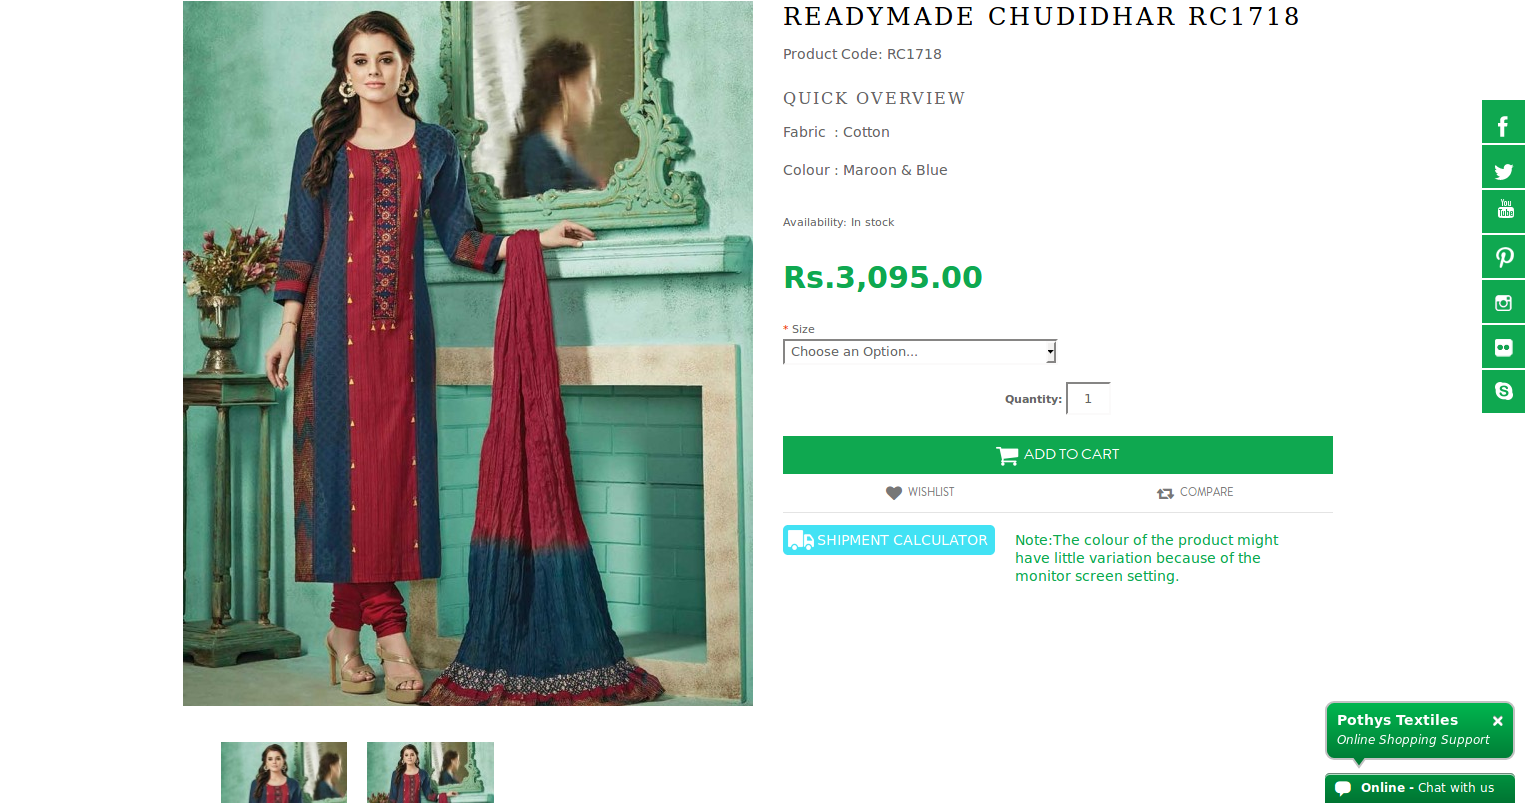 READYMADE CHUDIDHAR RC1718
Product Code: RC1718
QUICK OVERVIEW
Fabric : Cotton
Colour : Maroon & Blue
Availability: In stock
Rs.3,095.00
* Size
Choose an Option...
Quantity: 1
ADD TO CART
WISHLIST COMPARE
SHIPMENT CALCULATOR
Note:The colour of the product might
have little variation because of the
monitor screen setting.
You
Tube
Pothys Textiles
Online Shopping Support
Online - Chat with us